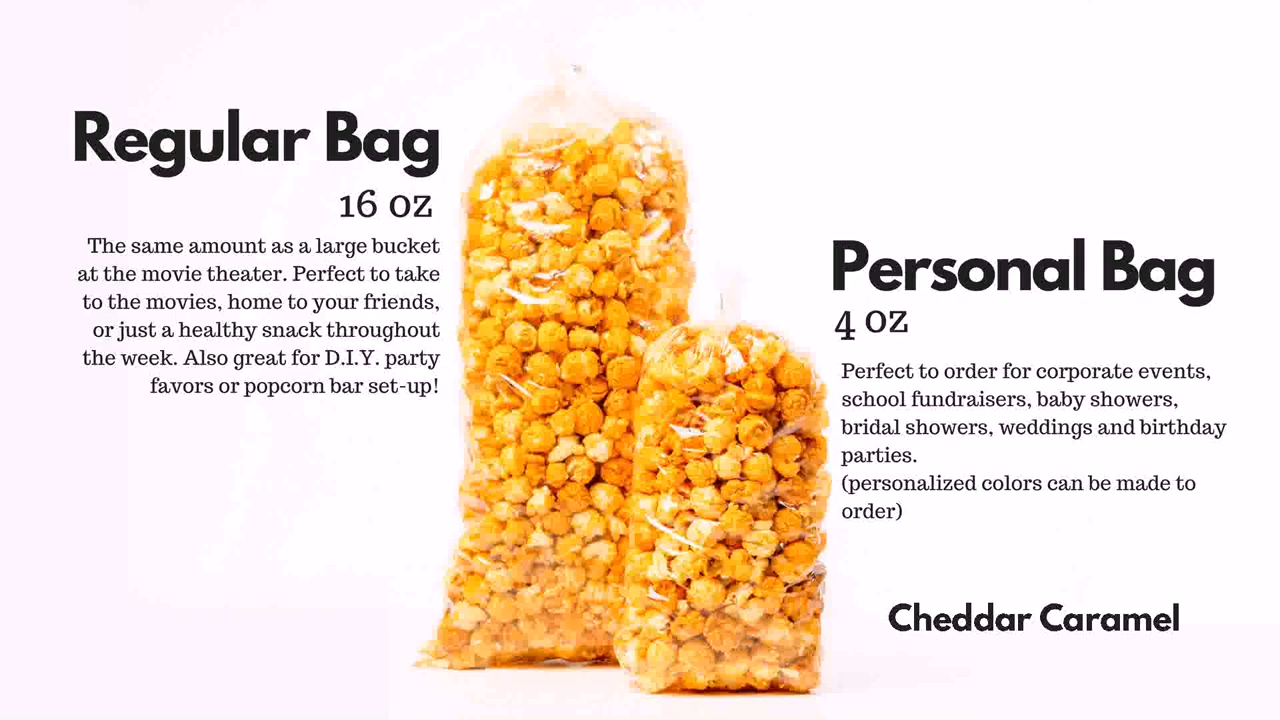 Regular Bag
16 oz
The same amount as a large bucket
at the movie theater. Perfect to take
to the movies, home to your friends,
or just a healthy snack throughout
the week. Also great for D.I.Y. party
favors or popcorn bar set-up!
Personal Bag
4 oz
Perfect to order for corporate events,
school fundraisers, baby showers,
bridal showers, weddings and birthday
parties.
(personalized colors can be made to
order)
Cheddar Caramel